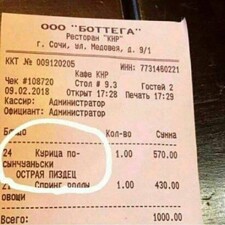 ООО "БОТТЕГА"
Ресторан "КНР"
г. Сочи, ул. Медовея, д. 9/1
ККТ № 009120205 ИНН: 7731460221
Кафе КНР
Чек #108720 Стол # 9.3
09.02.2018 Гостей 2
Открыт 17:28 Печать 17:29
Кассир: Администратор
Официант: Администратор
Блюдо Кол-во Сумма
24 Курица по- 1.00 570.00
сычуаньски
ОСТРАЯ ПИЗДЕЦ
Спринг роллы 1.00 430.00
овощи
Всего: 1000.00